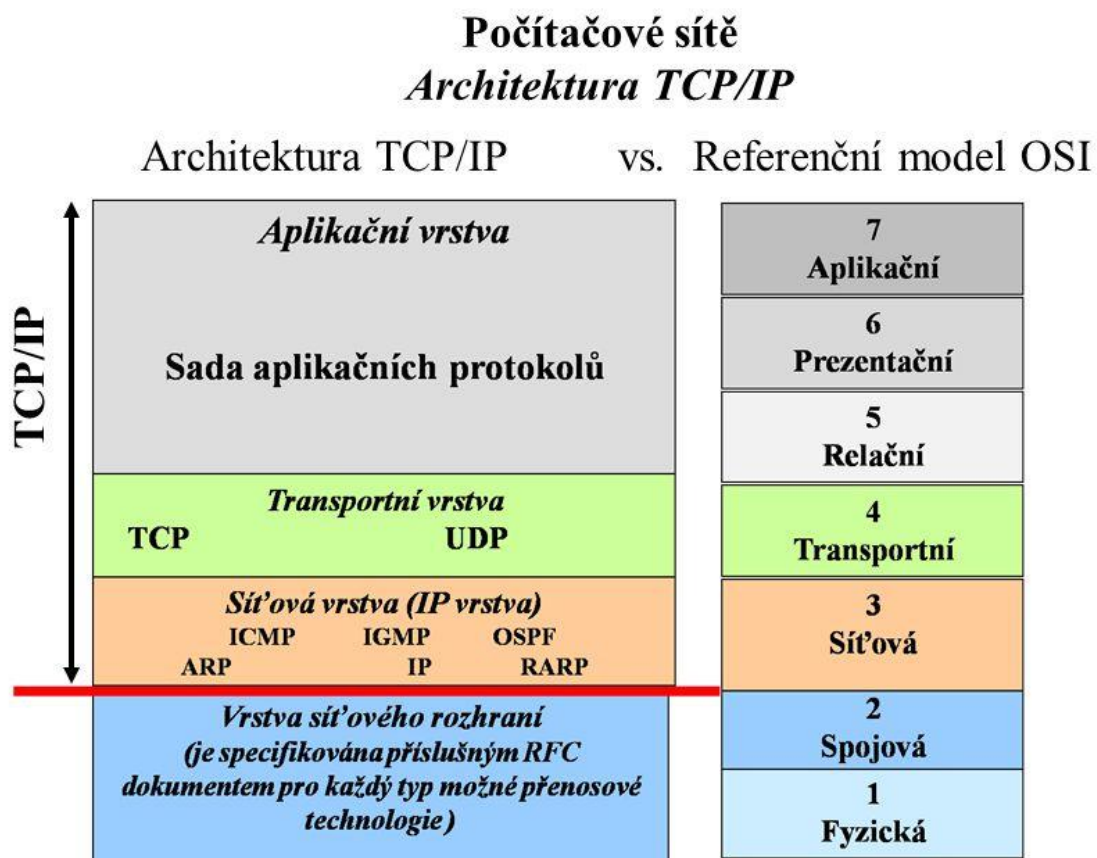 Počítačové sítě
Architektura TCP/IP
Architektura TCP/IP vs. Referenční model OSI
TCP/IP
Aplikační vrstva
Sada aplikačních protokolů
Transportní vrstva
TCP UDP
Síťová vrstva (IP vrstva)
ICMP IGMP OSPF
ARP IP RARP
Vrstva síťového rozhraní
(je specifikována příslušným RFC
dokumentem pro každý typ možné přenosové
technologie)
7
Aplikační
6
Prezentační
5
Relační
4
Transportní
3
Síťová
2
Spojová
1
Fyzická